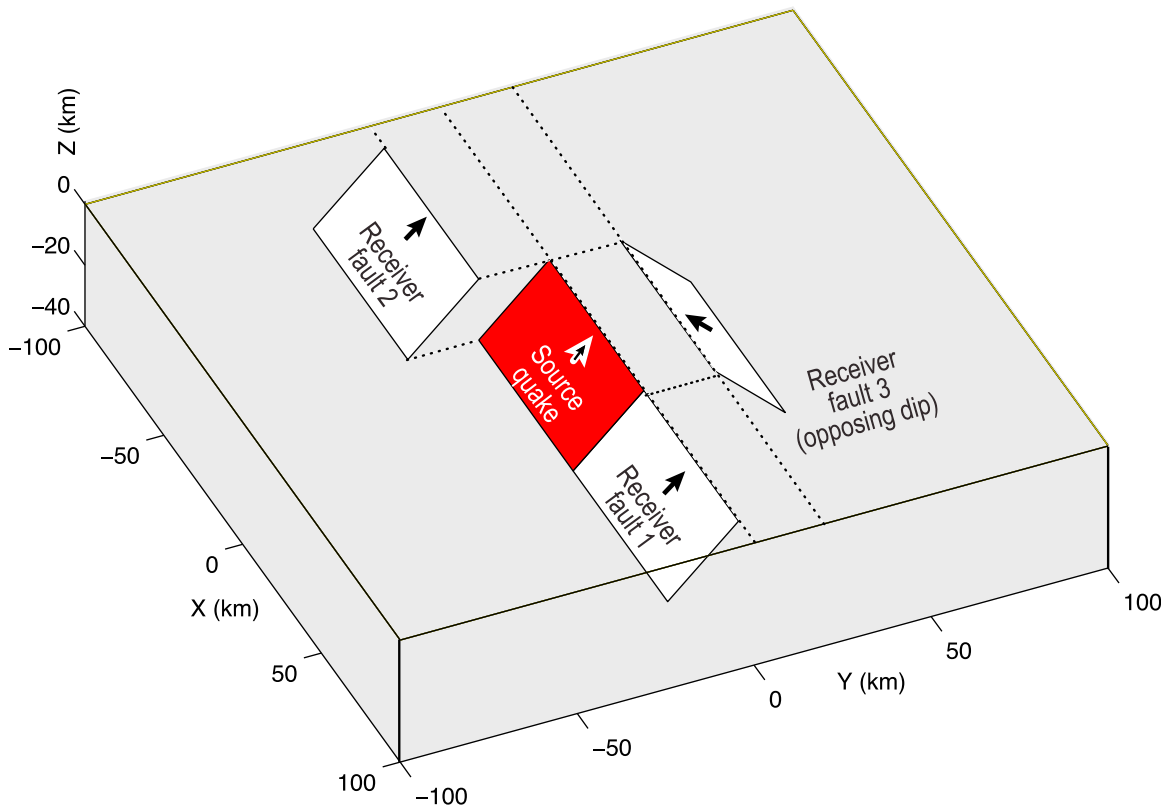 Z (km)
0
−20
−40
−100
−50
0
X (km)
50
100
−100
−50
0
Y (km)
50
100
Receiver
fault 2
Source
quake
Receiver
fault 1
Receiver
fault 3
(opposing dip)